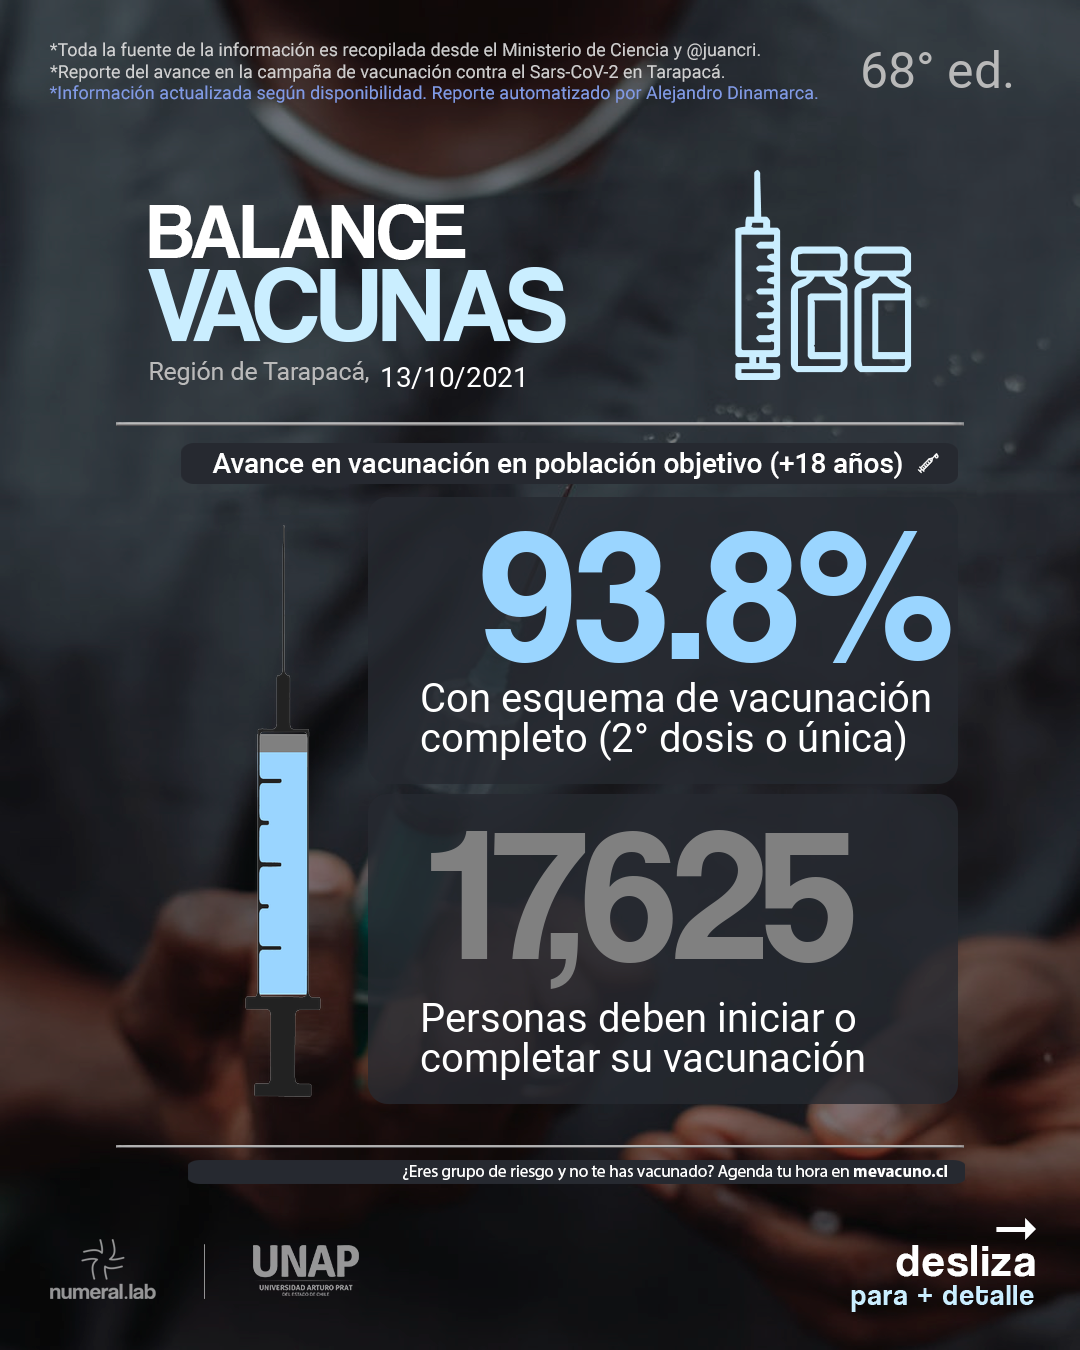 *Toda la fuente de la información es recopilada desde el Ministerio de Ciencia y @juancri.
*Reporte del avance en la campaña de vacunación contra el Sars-CoV-2 en Tarapacá.
*Información actualizada según disponibilidad. Reporte automatizado por Alejandro Dinamarca.
68° ed.
BALANCE
VACUNAS
Región de Tarapacá, 13/10/2021
Avance en vacunación en población objetivo (+18 años)
93.8%
Con esquema de vacunación
completo (2° dosis o única)
17,625
Personas deben iniciar o
completar su vacunación
¿Eres grupo de riesgo y no te has vacunado? Agenda tu hora en mevacuno.cl
numeral.lab
UNAP
UNIVERSIDAD ARTURO PRAT
DEL ESTADO DE CHILE
desliza
para + detalle